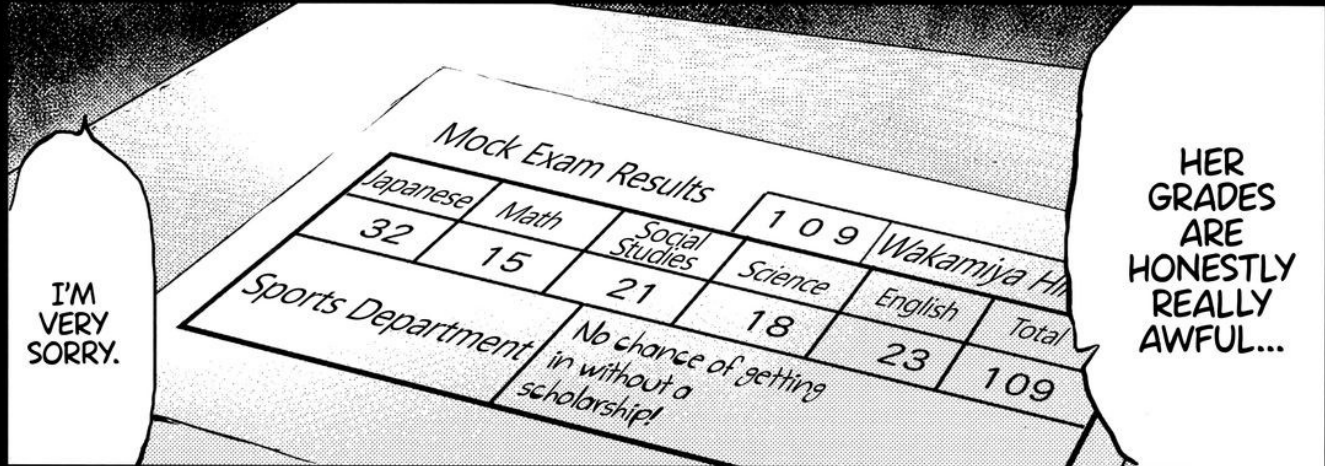 HER
GRADES
ARE
HONESTLY
REALLY
AWFUL...
Mock Exam Results
109 Wakamiya
Japanese Math Social Studies Science English Total
32 15 21 18 23 109
Sports Department
No chance of getting
in without a
scholarship!
I'M
VERY
SORRY.